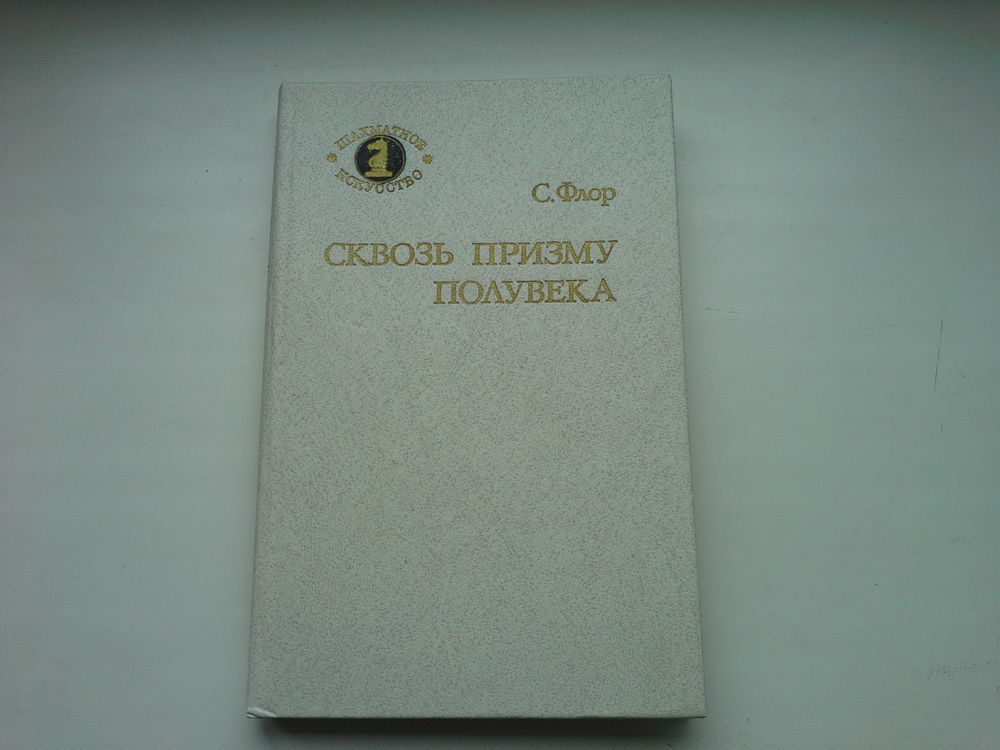 ШАХМАТНОЕ
ИСКУССТВО
С. Флор
СКВОЗЬ ПРИЗМУ
ПОЛУВЕКА